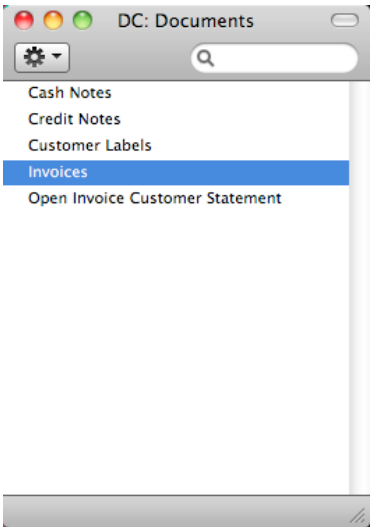 DC: Documents
Cash Notes
Credit Notes
Customer Labels
Invoices
Open Invoice Customer Statement